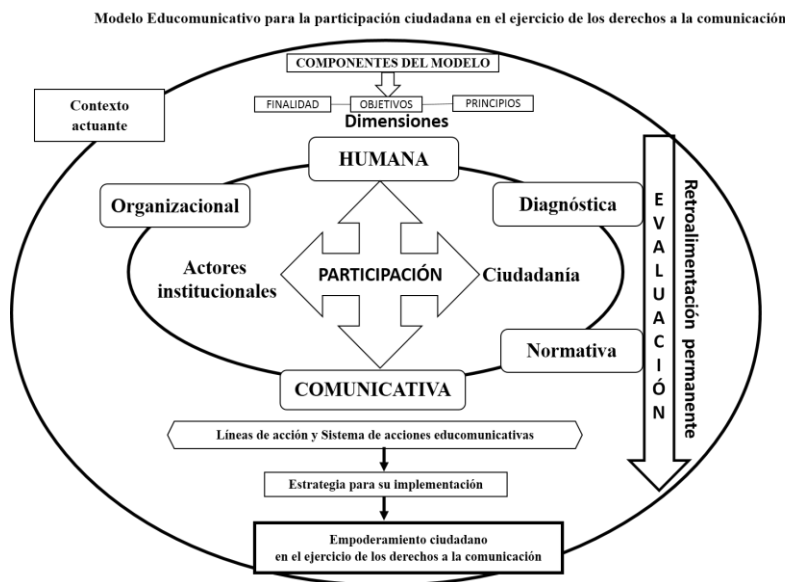 Modelo Educomunicativo para la participación ciudadana en el ejercicio de los derechos a la comunicación
COMPONENTES DEL MODELO
FINALIDAD
OBJETIVOS
PRINCIPIOS
Dimensiones
Contexto
actuante
HUMANA
Organizacional
Diagnóstica
Actores
institucionales
PARTICIPACIÓN
Ciudadanía
Normativa
COMUNICATIVA
EVALUACIÓN
Retroalimentación permanente
Líneas de acción y Sistema de acciones educomunicativas
Estrategia para su implementación
Empoderamiento ciudadano
en el ejercicio de los derechos a la comunicación